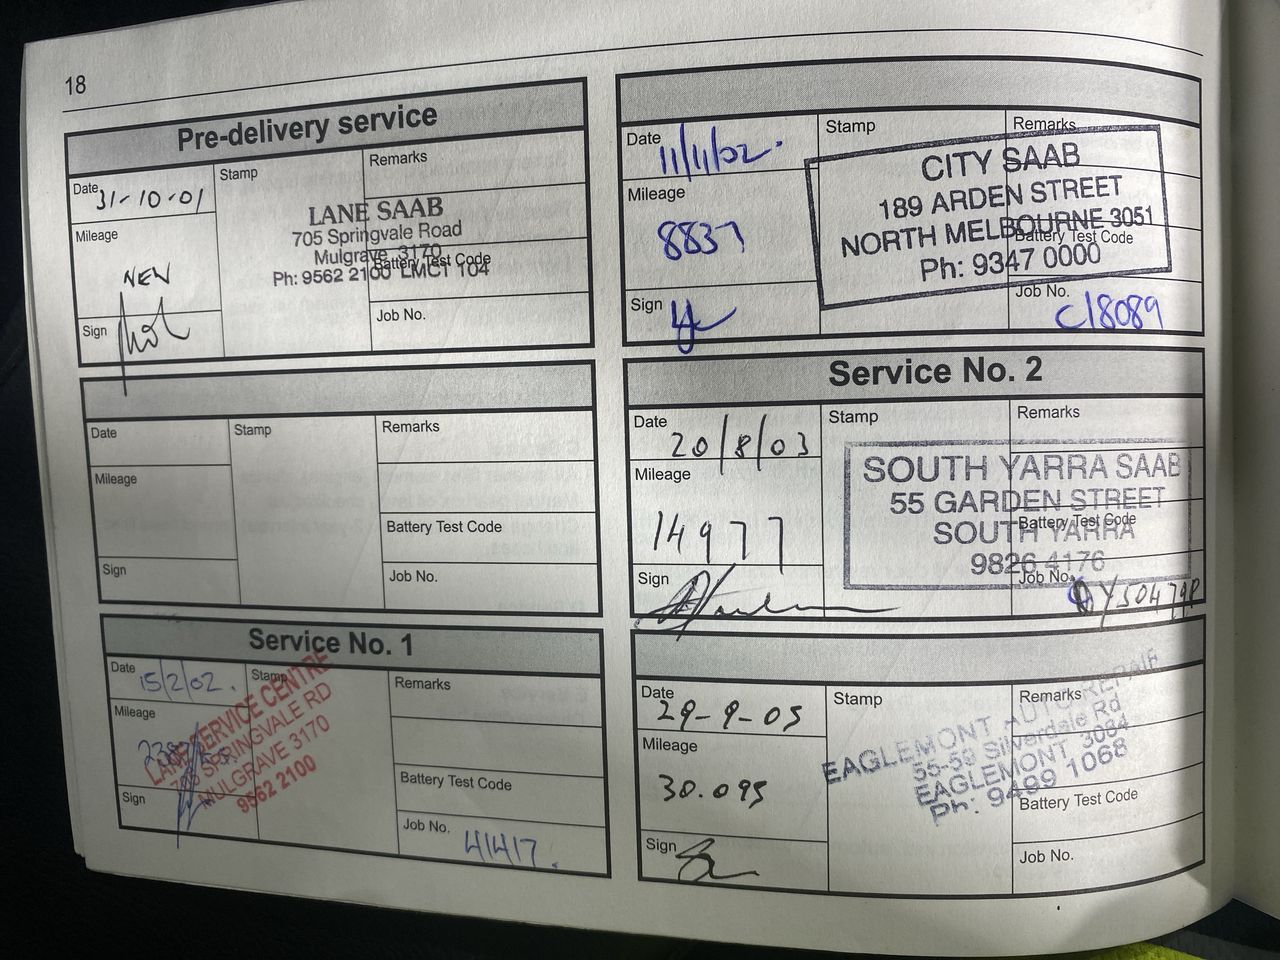 18
Pre-delivery service
Date 31-10-01
Stamp
Remarks
Mileage
NEW
LANE SAAB
705 Springvale Road
Mulgrave 3170
Ph: 9562 2100 LMCT 104
Battery Test Code
Sign
Job No.
Date
Stamp
Remarks
Mileage
Battery Test Code
Sign
Job No.
Service No. 1
Date 15/2/02.
Stamp
Remarks
Mileage
LANE SERVICE CENTRE
705 SPRINGVALE RD
MULGRAVE 3170
9562 2100
Battery Test Code
Sign
Job No. 41417.
Date 11/11/02.
Stamp
Remarks
Mileage
8837
CITY SAAB
189 ARDEN STREET
NORTH MELBOURNE 3051
Ph: 9347 0000
Battery Test Code
Sign
Job No.
C18089
Service No. 2
Date 20/8/03
Stamp
Remarks
Mileage
14977
SOUTH YARRA SAAB
55 GARDEN STREET
SOUTH YARRA
9826 4176
Battery Test Code
Sign
Job No.
Date 29-9-05
Stamp
Remarks
Mileage
30.095
EAGLEMONT AUTO REPAIR
55-59 Silverdale Rd
EAGLEMONT 3084
Ph: 9499 1068
Battery Test Code
Sign
Job No.